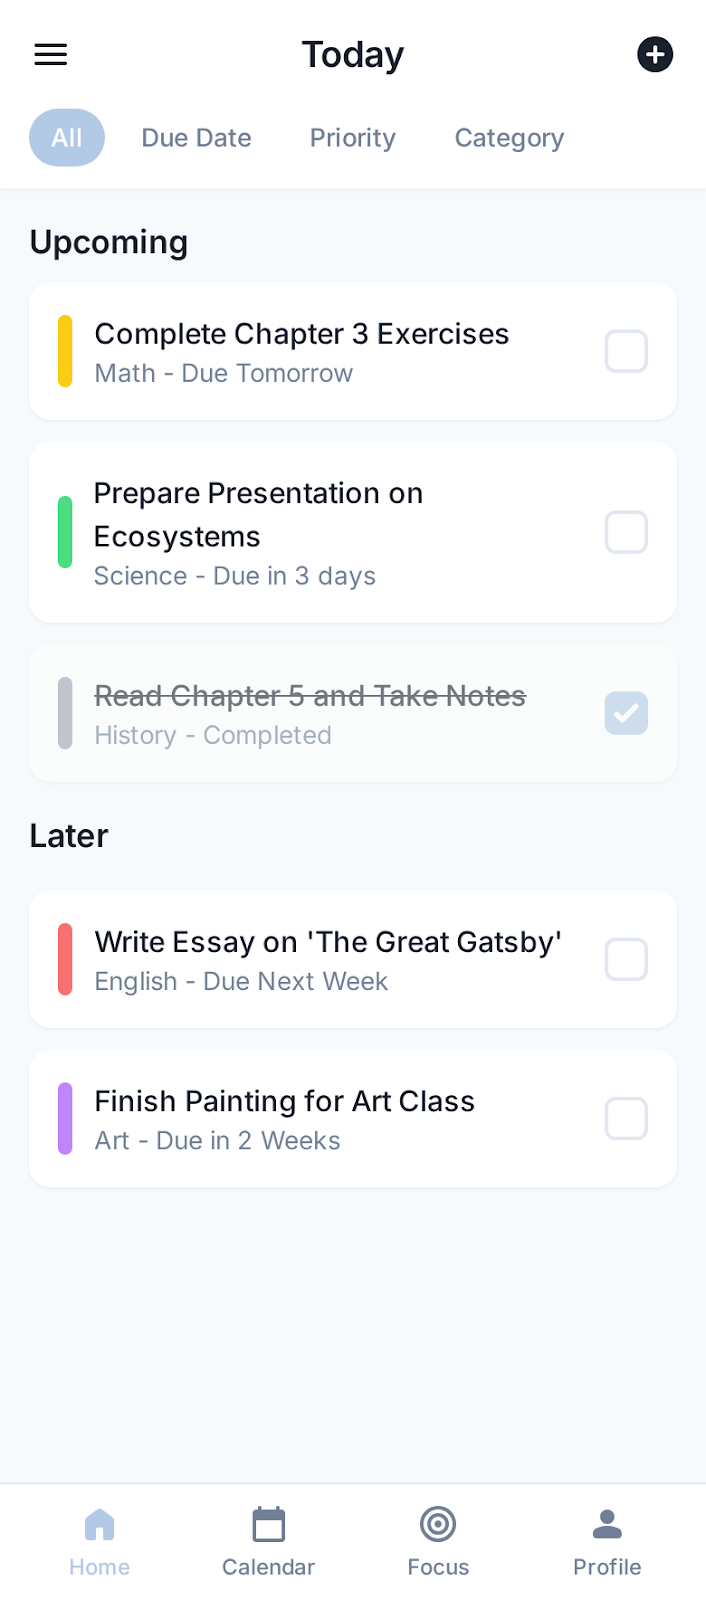 Today
All
Due Date
Priority
Category
Upcoming
Complete Chapter 3 Exercises
Math - Due Tomorrow
Prepare Presentation on
Ecosystems
Science - Due in 3 days
Read Chapter 5 and Take Notes
History - Completed
Later
Write Essay on 'The Great Gatsby'
English - Due Next Week
Finish Painting for Art Class
Art - Due in 2 Weeks
Home
Calendar
Focus
Profile